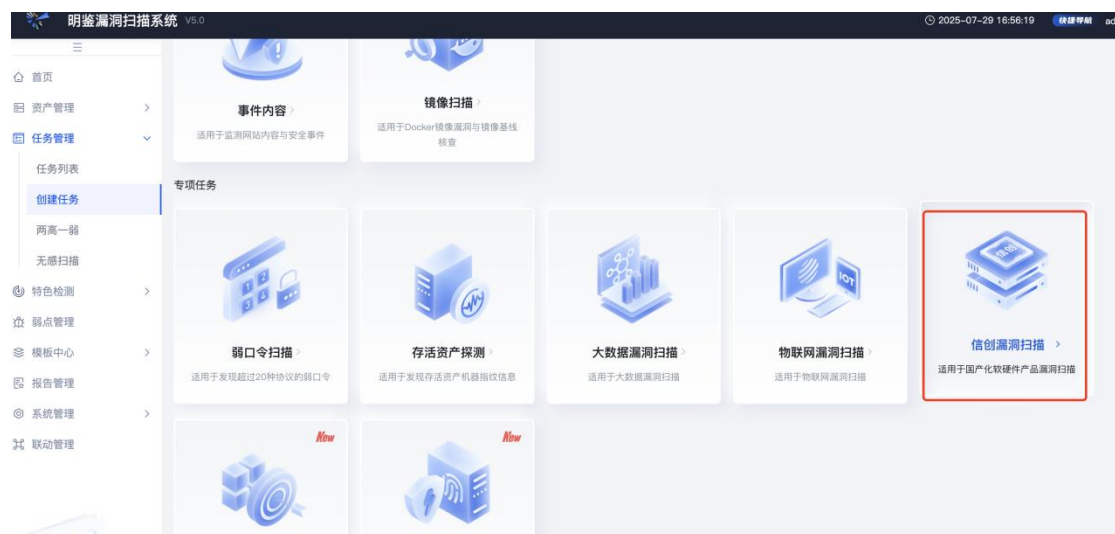 明鉴漏洞扫描系统 V5.0
2025-07-29 16:56:19 快捷导航 ad
首页
资产管理
任务管理
任务列表
创建任务
两高一弱
无感扫描
特色检测
弱点管理
模板中心
报告管理
系统管理
联动管理
事件内容
适用于监测网站内容与安全事件
镜像扫描
适用于Docker镜像漏洞与镜像基线
核查
专项任务
1 2
3 4
弱口令扫描
适用于发现超过20种协议的弱口令
存活资产探测
适用于发现存活资产机器指纹信息
大数据漏洞扫描
适用于大数据漏洞扫描
IOT
物联网漏洞扫描
适用于物联网漏洞扫描
信创
信创漏洞扫描
适用于国产化软硬件产品漏洞扫描
New
New